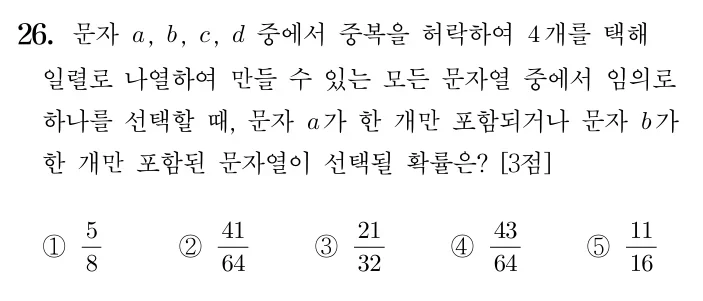 26. 문자 a, b, c, d 중에서 중복을 허락하여 4개를 택해
일렬로 나열하여 만들 수 있는 모든 문자열 중에서 임의로
하나를 선택할 때, 문자 a가 한 개만 포함되거나 문자 b가
한 개만 포함된 문자열이 선택될 확률은? [3점]
① 5/8 ② 41/64 ③ 21/32 ④ 43/64 ⑤ 11/16